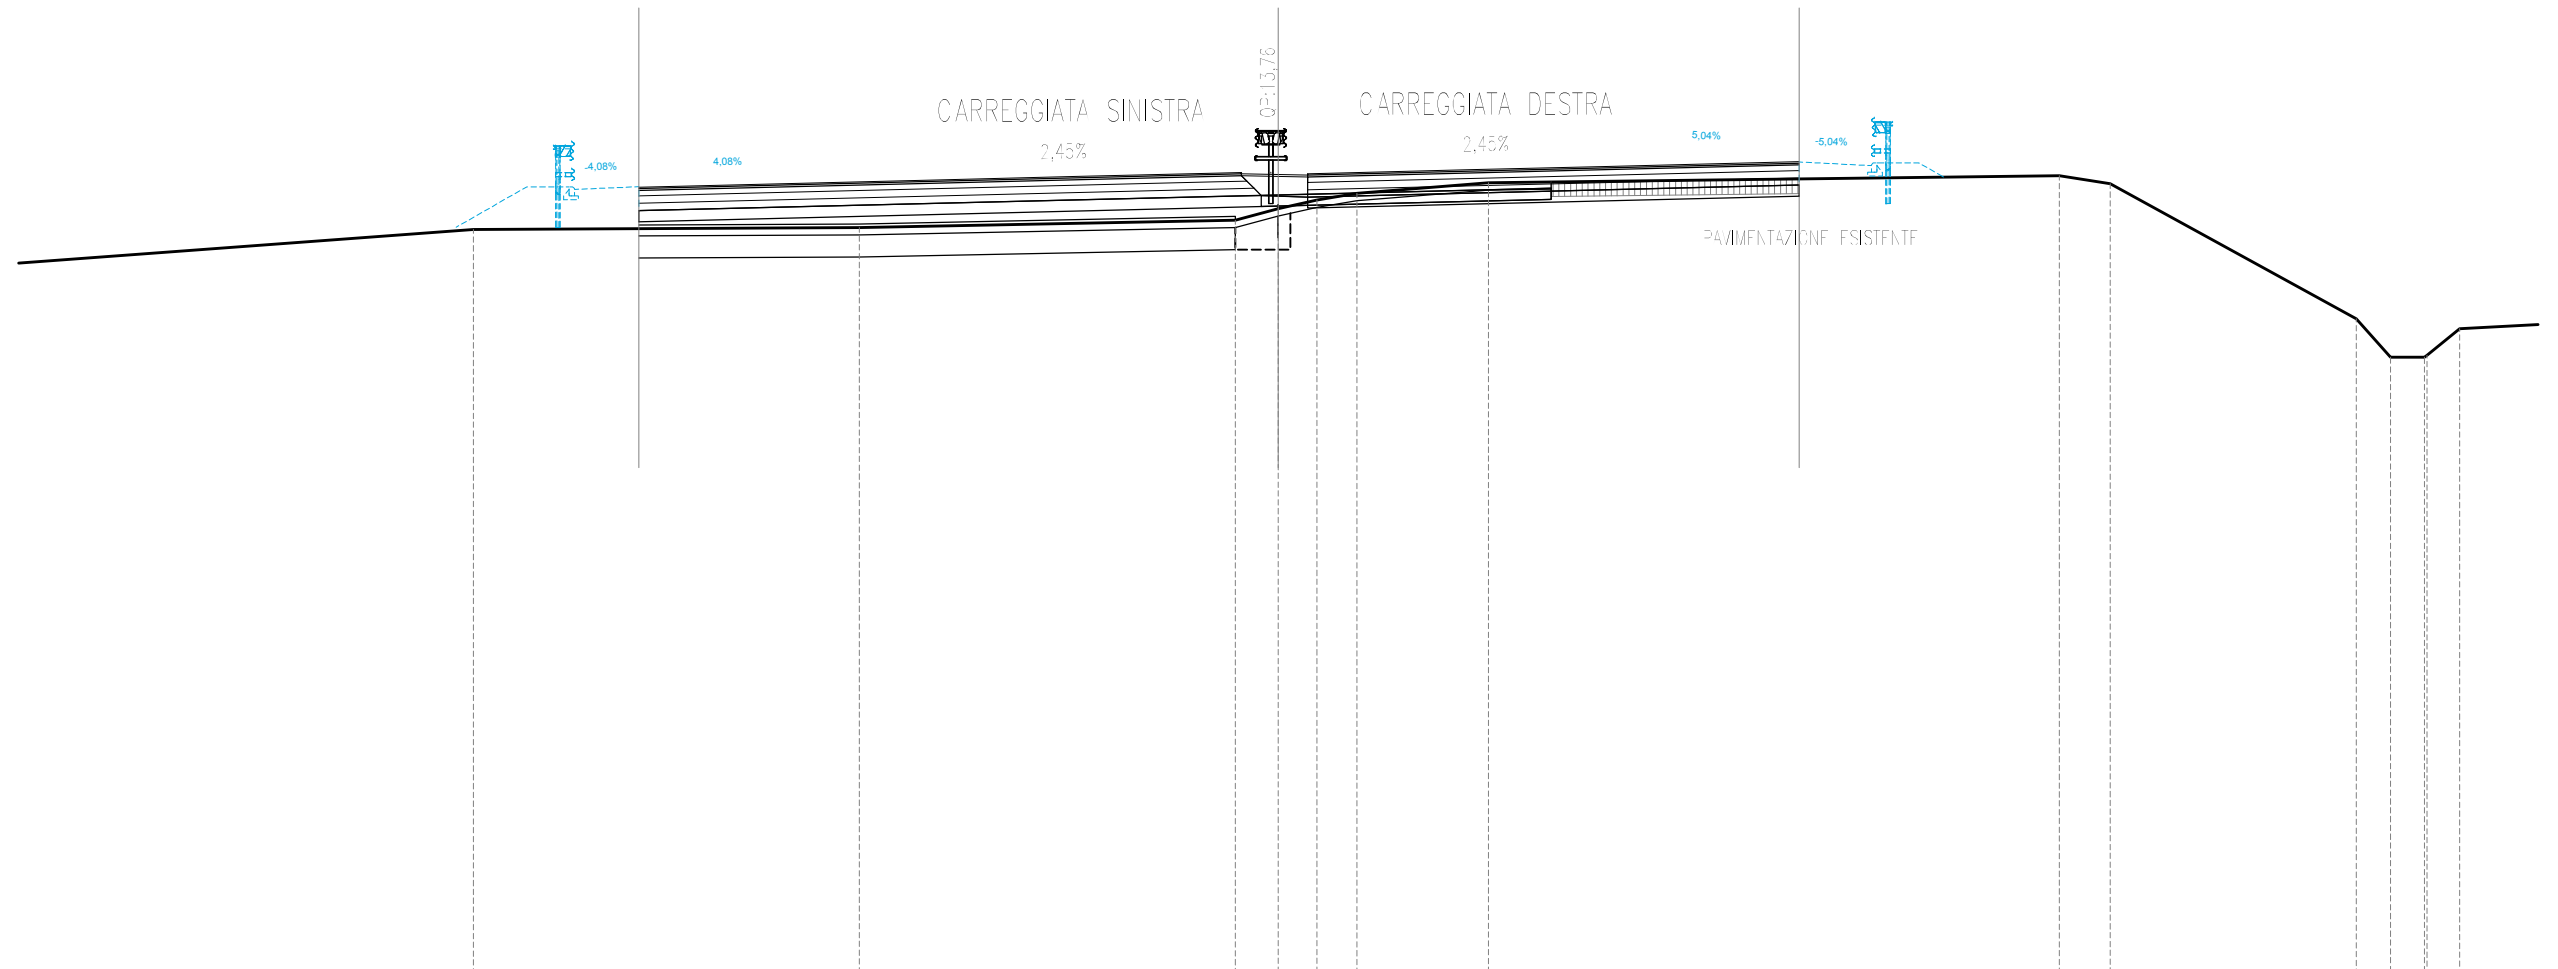 QP:13,76
CARREGGIATA SINISTRA
CARREGGIATA DESTRA
2,45%
2,45%
5,04%
-5,04%
-4,08%
4,08%
PAVIMENTAZIONE ESISTENTE